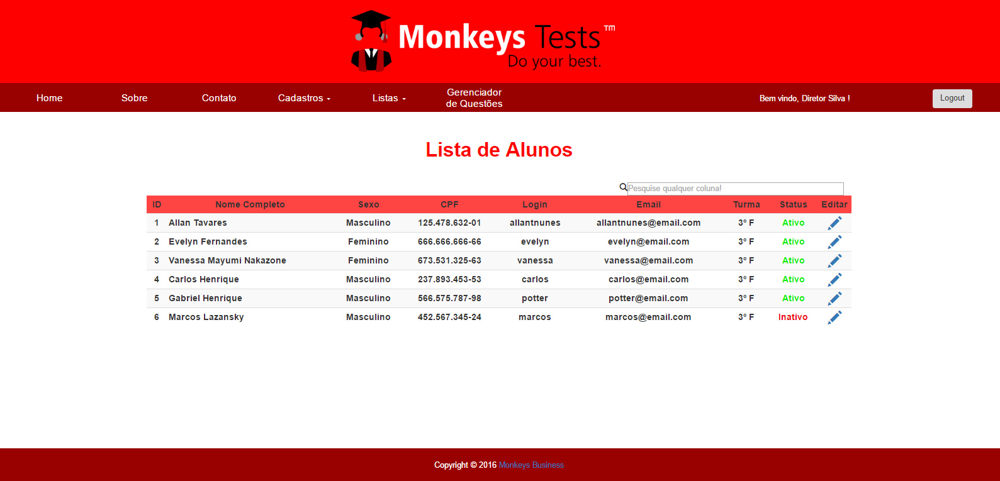 Monkeys Tests ™
Do your best.
Home Sobre Contato Cadastros Listas Gerenciador de Questões Bem vindo, Diretor Silva ! Logout
Lista de Alunos
Pesquise qualquer coluna!
ID Nome Completo Sexo CPF Login Email Turma Status Editar
1 Allan Tavares Masculino 125.478.632-01 allantnunes allantnunes@email.com 3º F Ativo
2 Evelyn Fernandes Feminino 666.666.666-66 evelyn evelyn@email.com 3º F Ativo
3 Vanessa Mayumi Nakazone Feminino 673.531.325-63 vanessa vanessa@email.com 3º F Ativo
4 Carlos Henrique Masculino 237.893.453-53 carlos carlos@email.com 3º F Ativo
5 Gabriel Henrique Masculino 566.575.787-98 potter potter@email.com 3º F Ativo
6 Marcos Lazansky Masculino 452.567.345-24 marcos marcos@email.com 3º F Inativo
Copyright © 2016 Monkeys Business